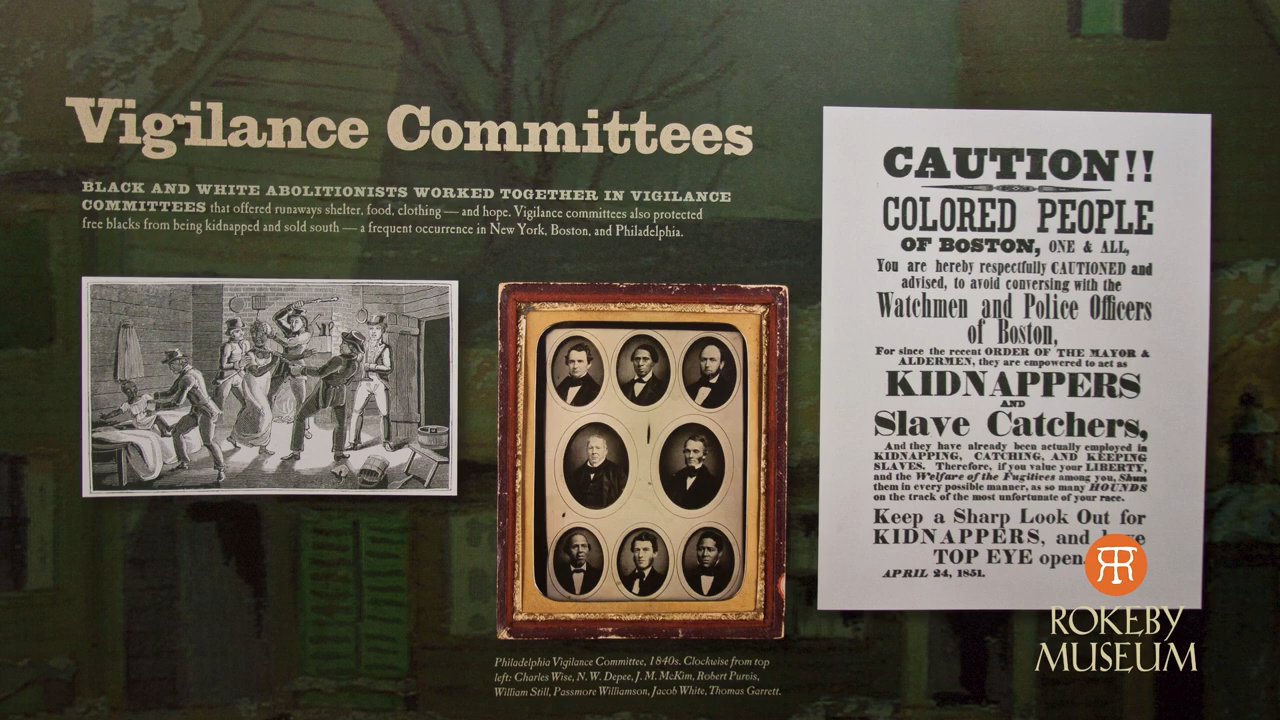 Vigilance Committees
BLACK AND WHITE ABOLITIONISTS WORKED TOGETHER IN VIGILANCE
COMMITTEES that offered runaways shelter, food, clothing — and hope. Vigilance committees also protected
free blacks from being kidnapped and sold south — a frequent occurrence in New York, Boston, and Philadelphia.
Philadelphia Vigilance Committee, 1840s. Clockwise from top
left: Charles Wise, N. W. Depee, J. M. McKim, Robert Purvis,
William Still, Passmore Williamson, Jacob White, Thomas Garrett.
CAUTION!!
COLORED PEOPLE
OF BOSTON, ONE & ALL,
You are hereby respectfully CAUTIONED and
advised, to avoid conversing with the
Watchmen and Police Officers
of Boston,
For since the recent ORDER OF THE MAYOR &
ALDERMEN, they are empowered to act as
KIDNAPPERS
AND
Slave Catchers,
And they have already been actually employed in
KIDNAPPING, CATCHING, AND KEEPING
SLAVES. Therefore, if you value your LIBERTY,
and the Welfare of the Fugitives among you, Shun
them in every possible manner, as so many HOUNDS
on the track of the most unfortunate of your race.
Keep a Sharp Look Out for
KIDNAPPERS, and have
TOP EYE open.
APRIL 24, 1851.
ROKEBY
MUSEUM